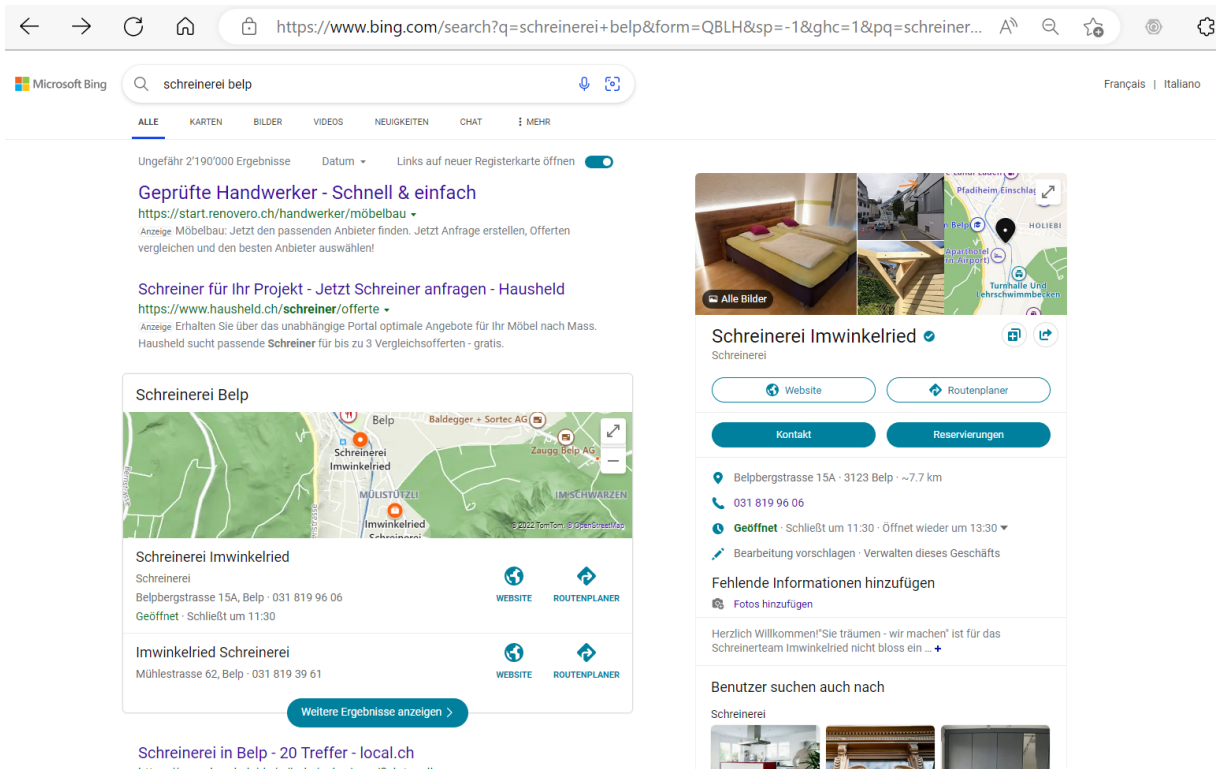 https://www.bing.com/search?q=schreinerei+belp&form=QBLH&sp=-1&ghc=1&pq=schreiner...
Microsoft Bing
schreinerei belp
Français | Italiano
ALLE KARTEN BILDER VIDEOS NEUIGKEITEN CHAT MEHR
Ungefähr 2'190'000 Ergebnisse Datum Links auf neuer Registerkarte öffnen
Geprüfte Handwerker - Schnell & einfach
https://start.renovero.ch/handwerker/möbelbau
Anzeige Möbelbau: Jetzt den passenden Anbieter finden. Jetzt Anfrage erstellen, Offerten
vergleichen und den besten Anbieter auswählen!
Schreiner für Ihr Projekt - Jetzt Schreiner anfragen - Hausheld
https://www.hausheld.ch/schreiner/offerte
Anzeige Erhalten Sie über das unabhängige Portal optimale Angebote für Ihr Möbel nach Mass.
Hausheld sucht passende Schreiner für bis zu 3 Vergleichsofferten - gratis.
Schreinerei Belp
Belp
Baldegger + Sortec AG
Zaugg Belp AG
Schreinerei
Imwinkelried
MÜLISTÜTZLI
IM SCHWARZEN
Imwinkelried
Schreinerei
© 2022 TomTom, © OpenStreetMap
Schreinerei Imwinkelried
Schreinerei
Belpbergstrasse 15A, Belp · 031 819 96 06
Geöffnet · Schließt um 11:30
WEBSITE ROUTENPLANER
Imwinkelried Schreinerei
Mühlestrasse 62, Belp · 031 819 39 61
WEBSITE ROUTENPLANER
Weitere Ergebnisse anzeigen >
Schreinerei in Belp - 20 Treffer - local.ch
Alle Bilder
Pfadiheim Einschlag
HOLIEBI
Turnhalle Und
Lehrschwimmbecken
Schreinerei Imwinkelried
Schreinerei
Website Routenplaner
Kontakt Reservierungen
Belpbergstrasse 15A · 3123 Belp · ~7.7 km
031 819 96 06
Geöffnet · Schließt um 11:30 · Öffnet wieder um 13:30
Bearbeitung vorschlagen · Verwalten dieses Geschäfts
Fehlende Informationen hinzufügen
Fotos hinzufügen
Herzlich Willkommen!"Sie träumen - wir machen" ist für das
Schreinerteam Imwinkelried nicht bloss ein ... +
Benutzer suchen auch nach
Schreinerei